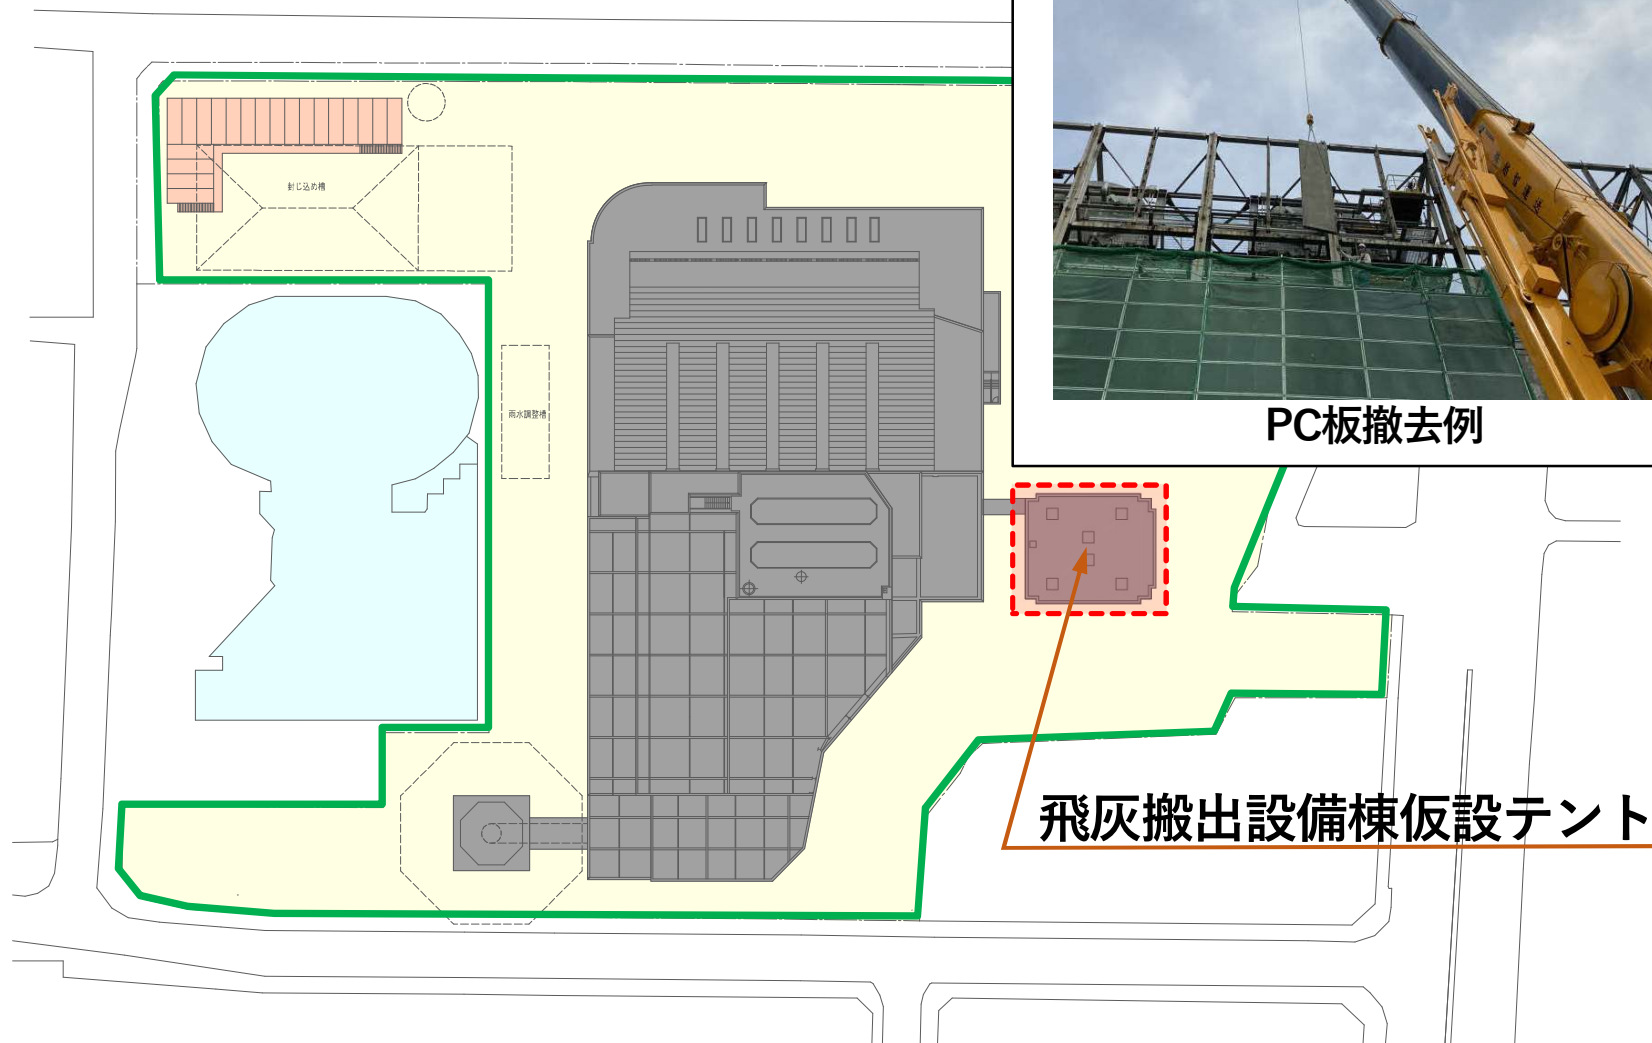 封じ込め槽
雨水調整槽
PC板撤去例
飛灰搬出設備棟仮設テント